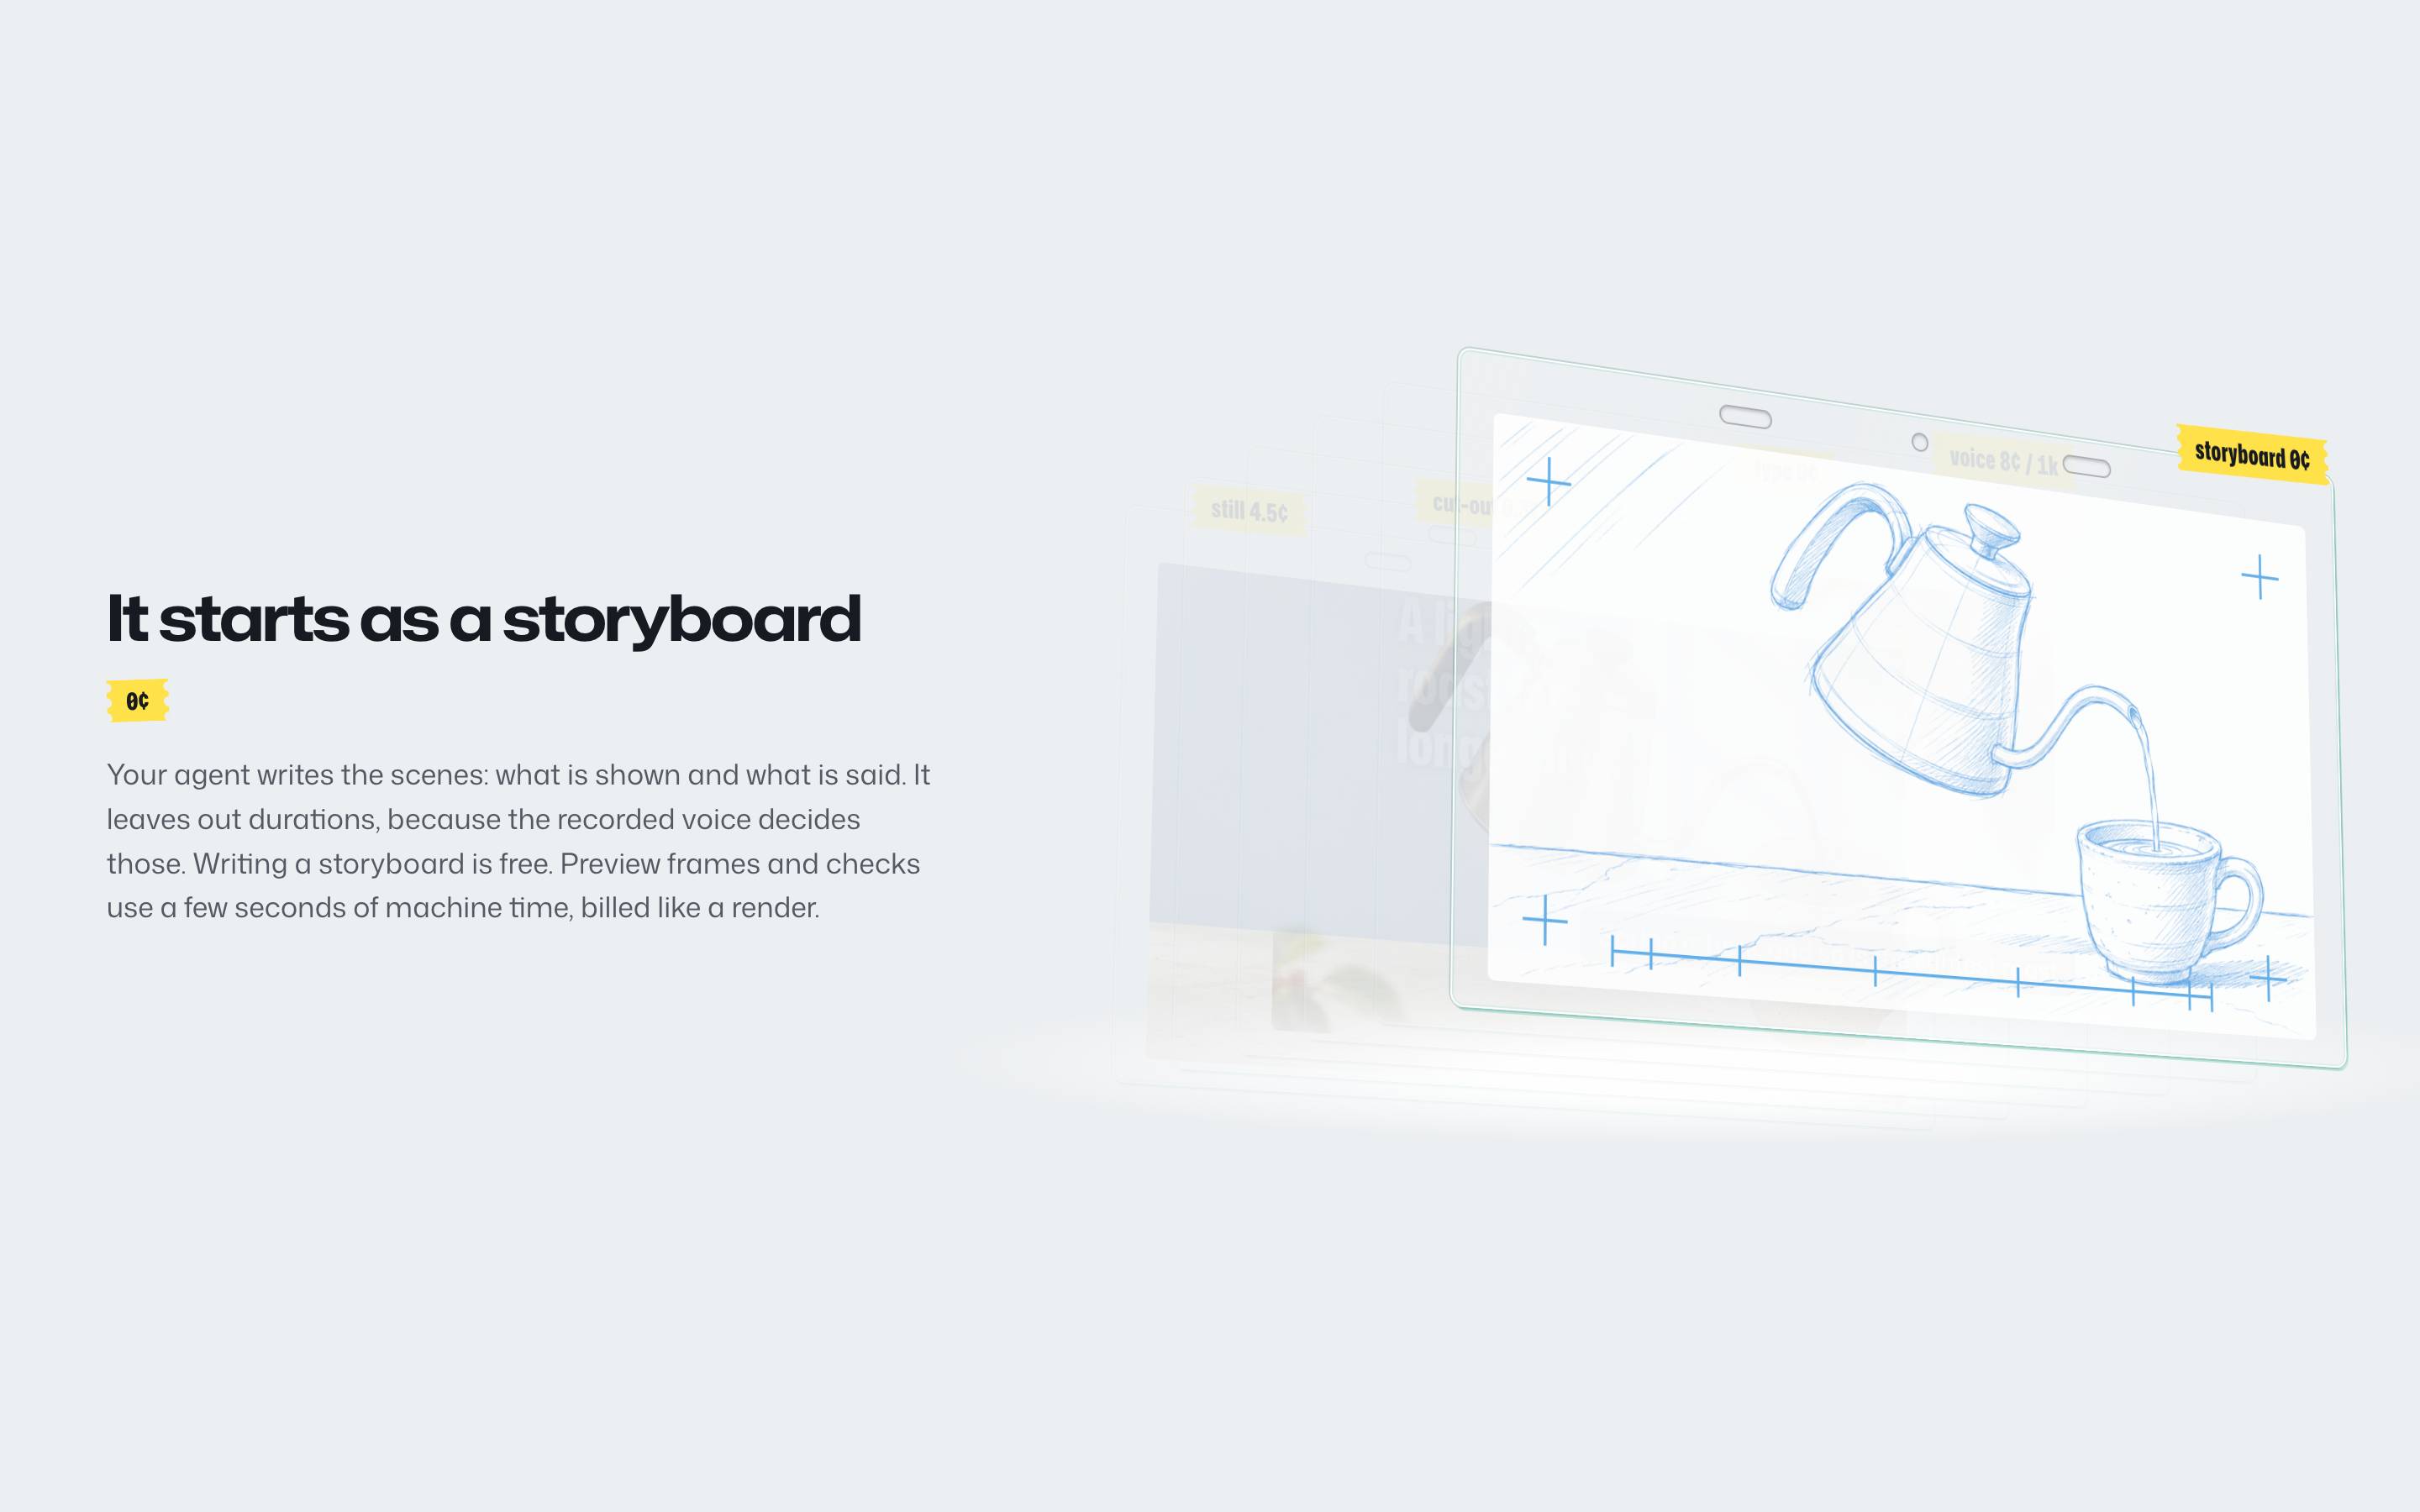 It starts as a storyboard
0¢
Your agent writes the scenes: what is shown and what is said. It
leaves out durations, because the recorded voice decides
those. Writing a storyboard is free. Preview frames and checks
use a few seconds of machine time, billed like a render.
storyboard 0¢
voice 8¢ / 1k
still 4.5¢
cut-out